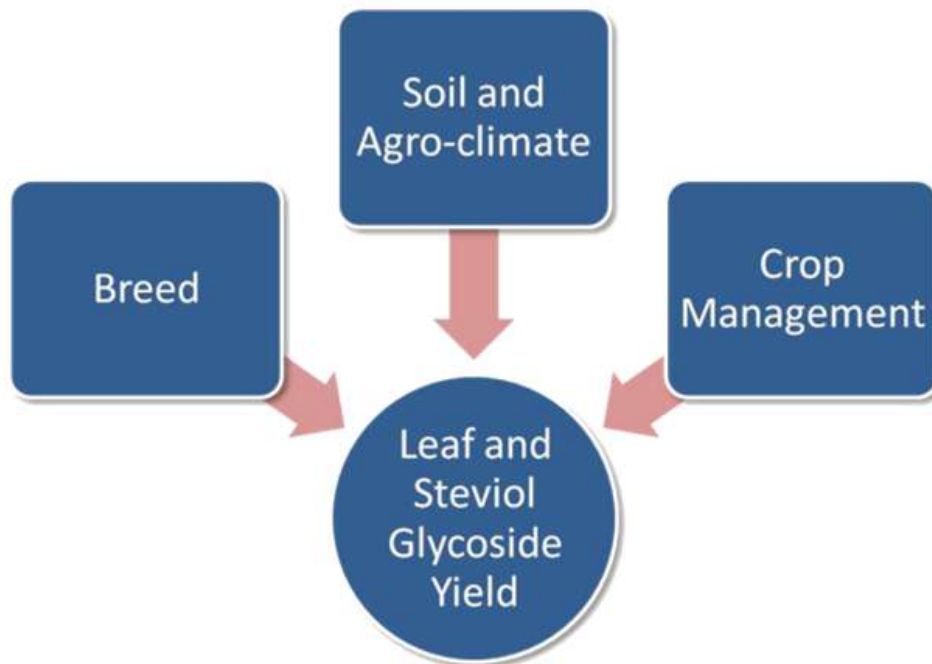 Soil and
Agro-climate
Breed
Crop
Management
Leaf and
Steviol
Glycoside
Yield